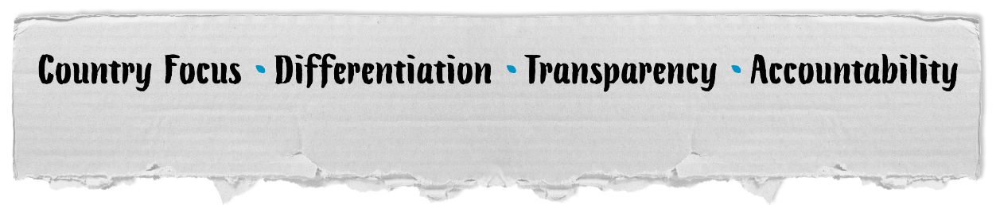 Country Focus • Differentiation • Transparency • Accountability